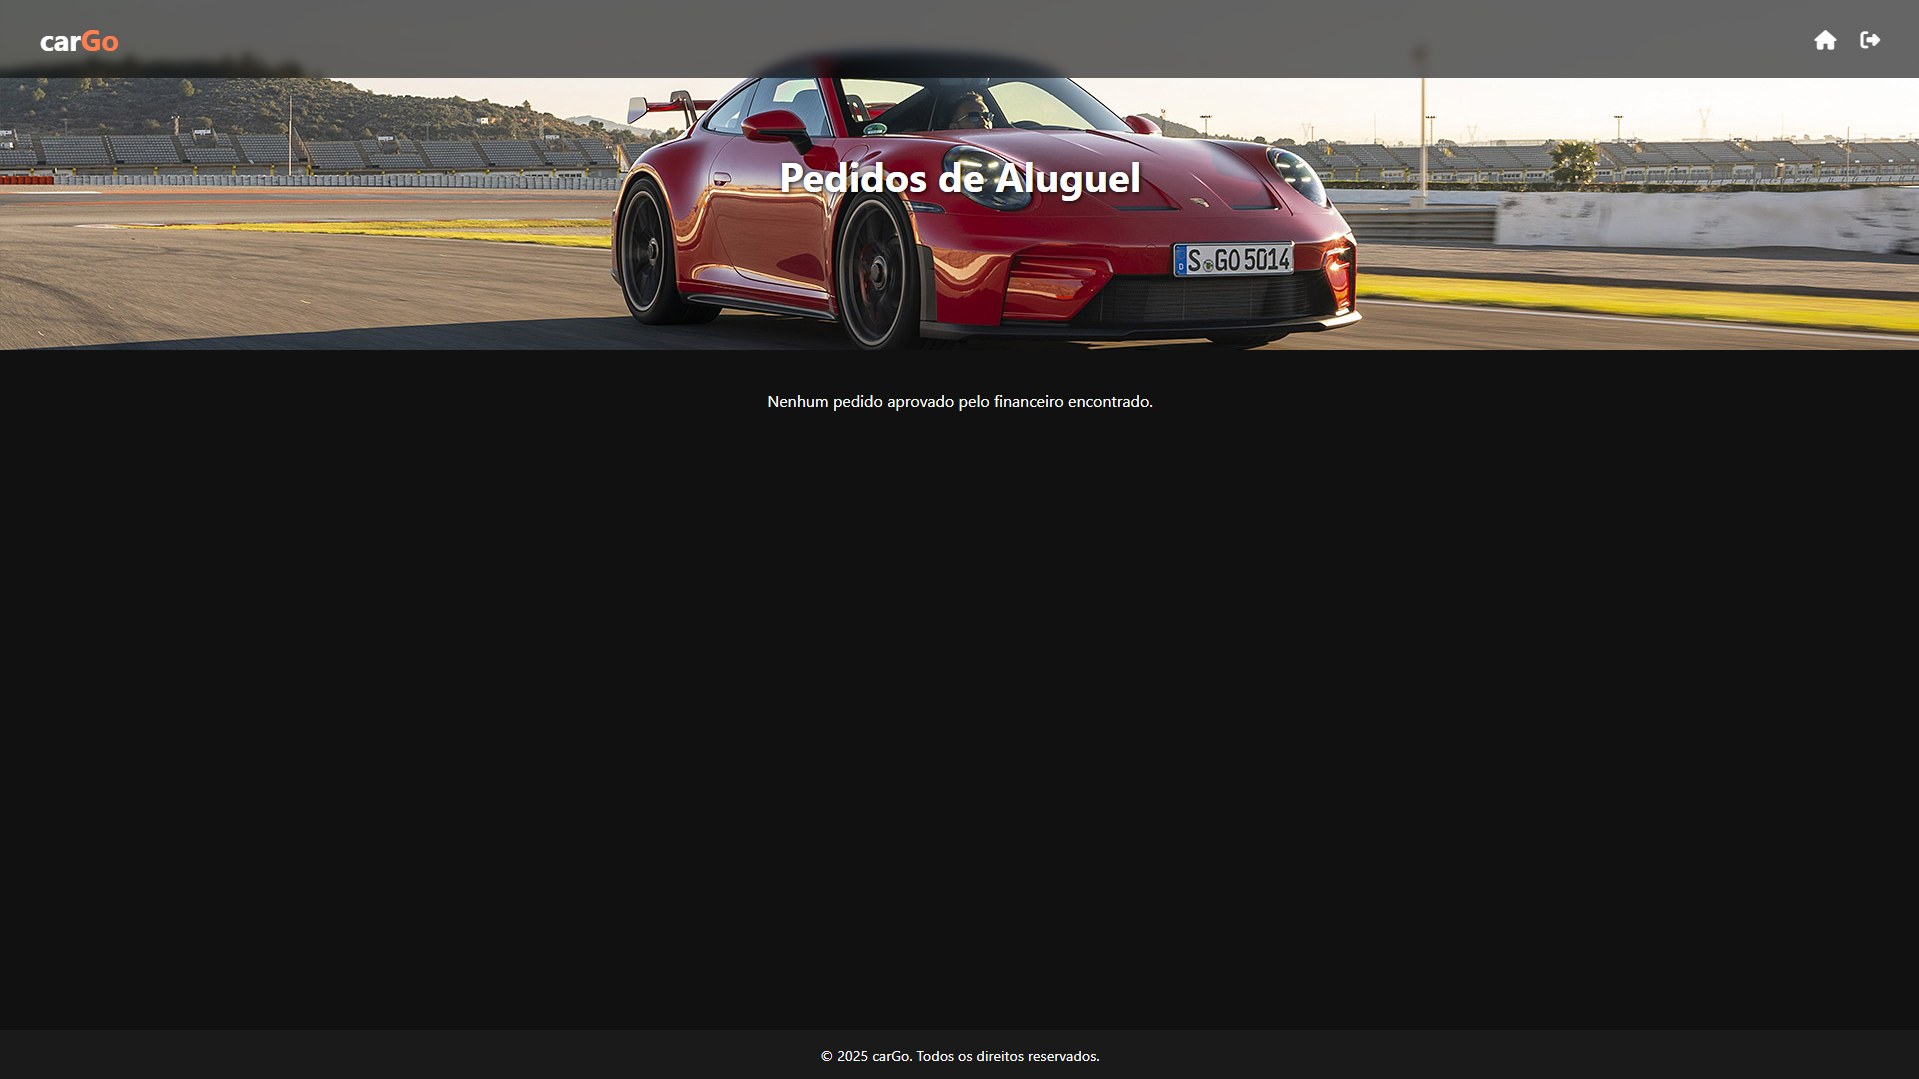 carGo
Pedidos de Aluguel
S GO 5014
Nenhum pedido aprovado pelo financeiro encontrado.
© 2025 carGo. Todos os direitos reservados.